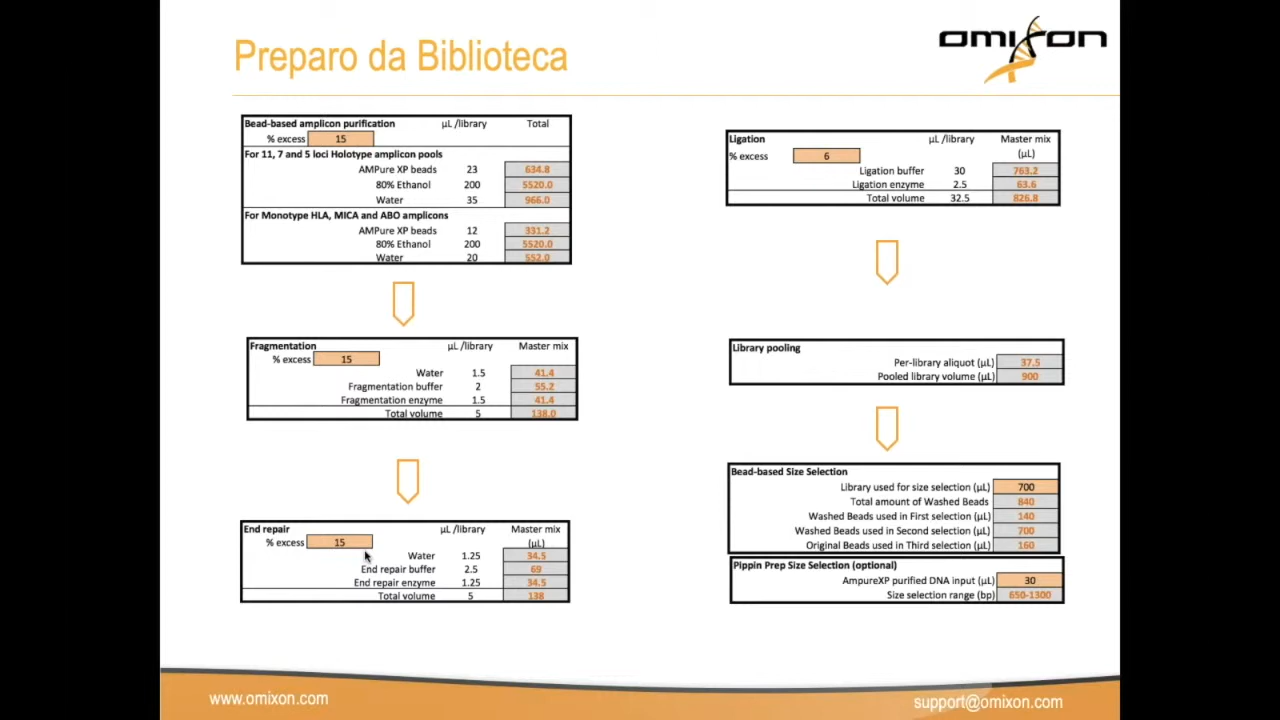 Preparo da Biblioteca
omixon
Bead-based amplicon purification µL /library Total
% excess 15
For 11, 7 and 5 loci Holotype amplicon pools
AMPure XP beads 23 634.8
80% Ethanol 200 5520.0
Water 35 966.0
For Monotype HLA, MICA and ABO amplicons
AMPure XP beads 12 331.2
80% Ethanol 200 5520.0
Water 20 552.0
Fragmentation µL /library Master mix
% excess 15
Water 1.5 41.4
Fragmentation buffer 2 55.2
Fragmentation enzyme 1.5 41.4
Total volume 5 138.0
End repair µL /library Master mix
% excess 15 (µL)
Water 1.25 34.5
End repair buffer 2.5 69
End repair enzyme 1.25 34.5
Total volume 5 138
Ligation µL /library Master mix
% excess 6 (µL)
Ligation buffer 30 763.2
Ligation enzyme 2.5 63.6
Total volume 32.5 826.8
Library pooling
Per-library aliquot (µL) 37.5
Pooled library volume (µL) 900
Bead-based Size Selection
Library used for size selection (µL) 700
Total amount of Washed Beads 840
Washed Beads used in First selection (µL) 140
Washed Beads used in Second selection (µL) 700
Original Beads used in Third selection (µL) 160
Pippin Prep Size Selection (optional)
AmpureXP purified DNA input (µL) 30
Size selection range (bp) 650-1300
www.omixon.com
support@omixon.com